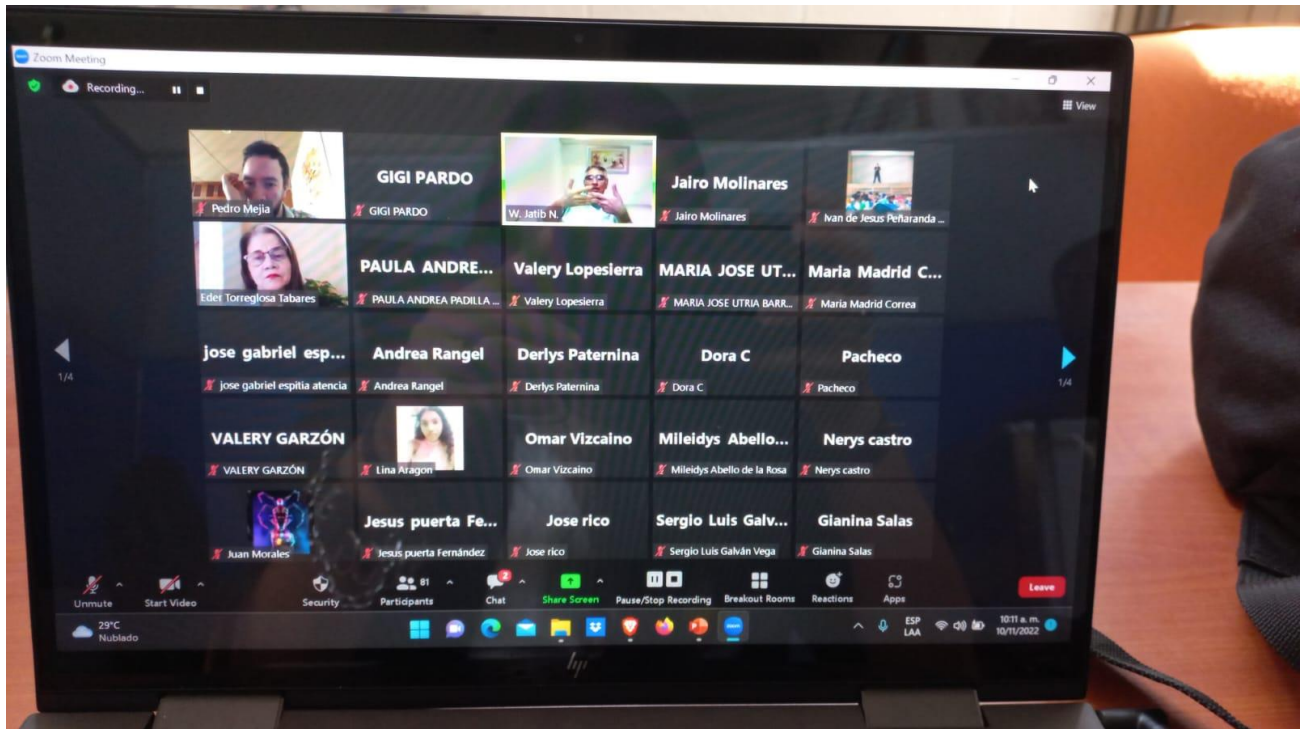 Zoom Meeting
Recording...
View
Pedro Mejia
GIGI PARDO
GIGI PARDO
W. Jatib N.
Jairo Molinares
Jairo Molinares
Ivan de Jesus Peñaranda ...
Eder Torreglosa Tabares
PAULA ANDRE...
PAULA ANDREA PADILLA ...
Valery Lopesierra
Valery Lopesierra
MARIA JOSE UT...
MARIA JOSE UTRIA BARR...
Maria Madrid C...
Maria Madrid Correa
1/4
jose gabriel esp...
jose gabriel espitia atencia
Andrea Rangel
Andrea Rangel
Derlys Paternina
Derlys Paternina
Dora C
Dora C
Pacheco
Pacheco
1/4
VALERY GARZÓN
VALERY GARZÓN
Lina Aragon
Omar Vizcaino
Omar Vizcaino
Mileidys Abello...
Mileidys Abello de la Rosa
Nerys castro
Nerys castro
Juan Morales
Jesus puerta Fe...
Jesus puerta Fernández
Jose rico
Jose rico
Sergio Luis Galv...
Sergio Luis Galván Vega
Gianina Salas
Gianina Salas
Unmute
Start Video
Security
81
Participants
2
Chat
Share Screen
Pause/Stop Recording
Breakout Rooms
Reactions
Apps
Leave
29°C
Nublado
ESP
LAA
10:11 a. m.
10/11/2022
hp